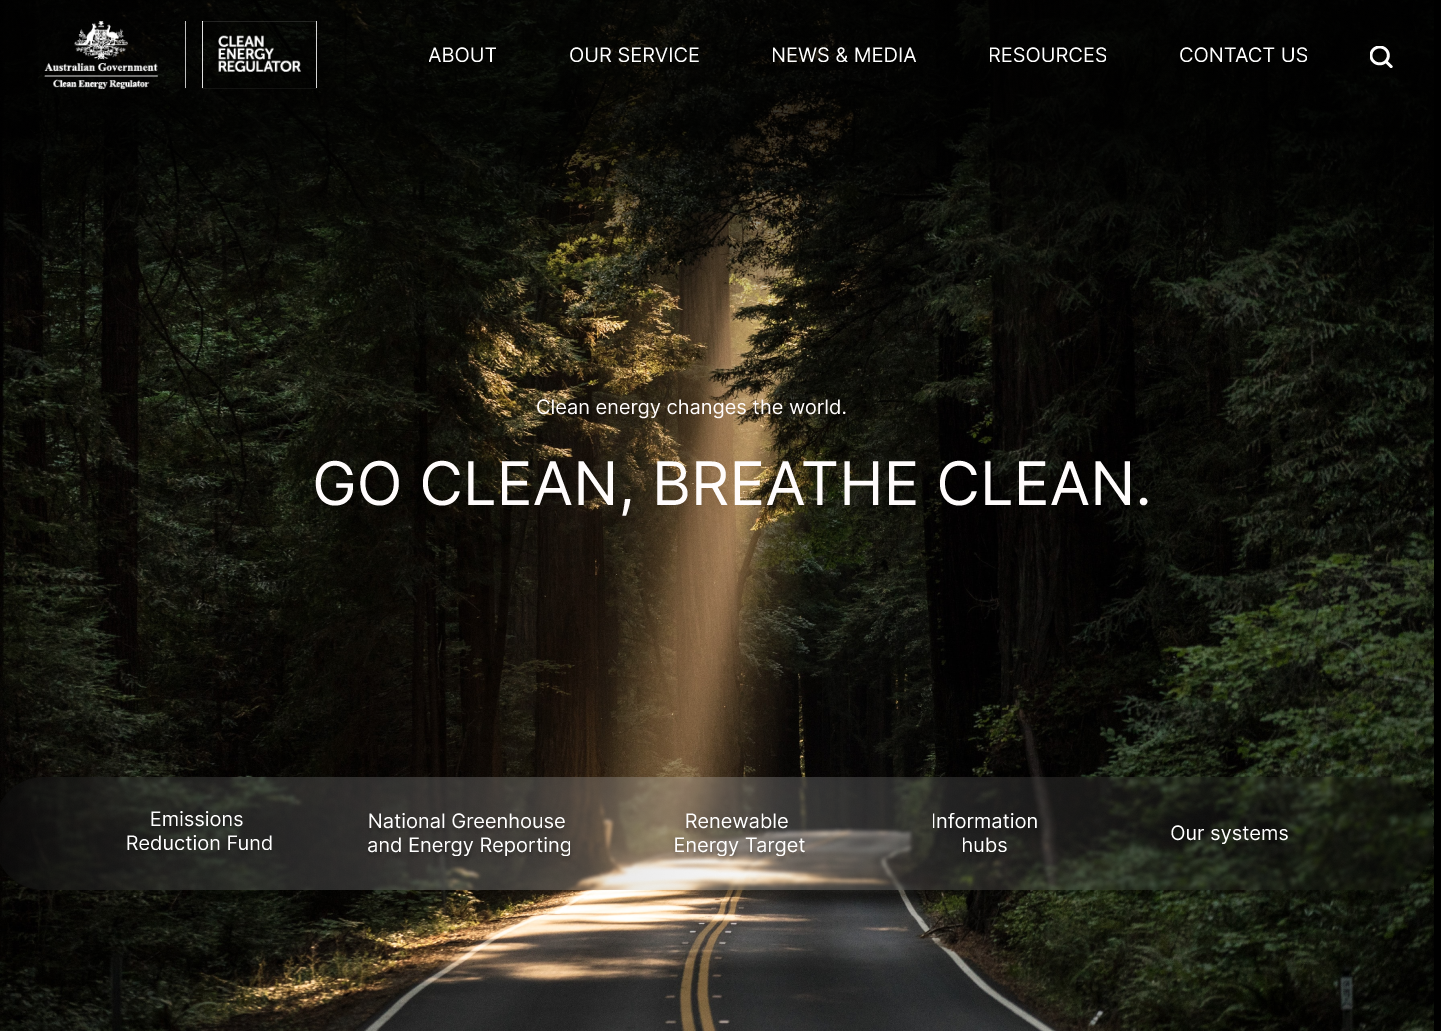 Australian Government
Clean Energy Regulator
CLEAN
ENERGY
REGULATOR
ABOUT
OUR SERVICE
NEWS & MEDIA
RESOURCES
CONTACT US
Clean energy changes the world.
GO CLEAN, BREATHE CLEAN.
Emissions
Reduction Fund
National Greenhouse
and Energy Reporting
Renewable
Energy Target
Information
hubs
Our systems